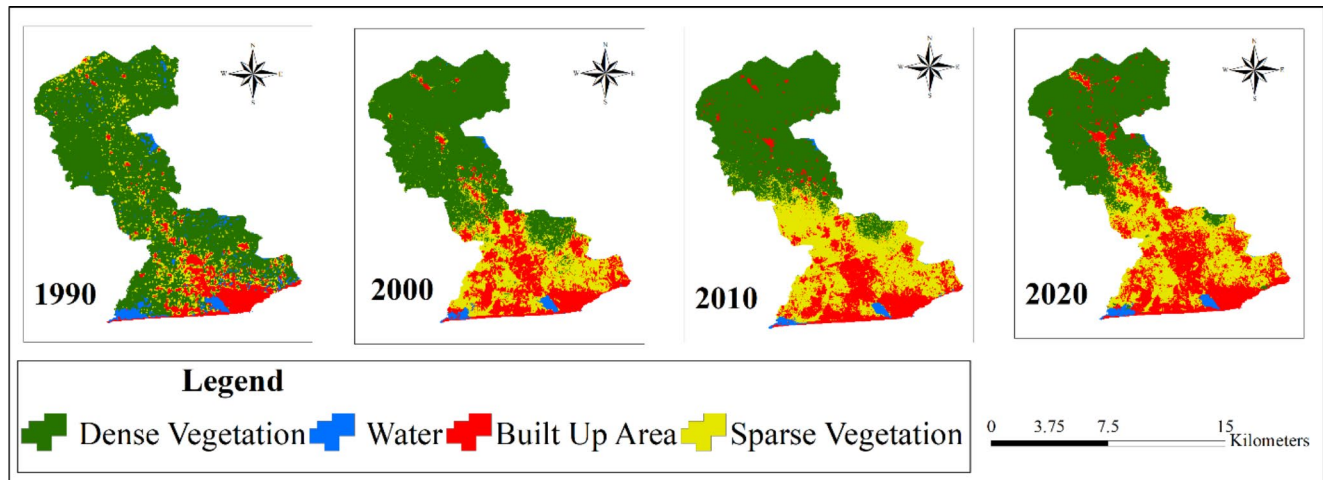 N
W E
S
1990
N
W E
S
2000
N
W E
S
2010
N
W E
S
2020
Legend
Dense Vegetation Water Built Up Area Sparse Vegetation
0 3.75 7.5 15
Kilometers